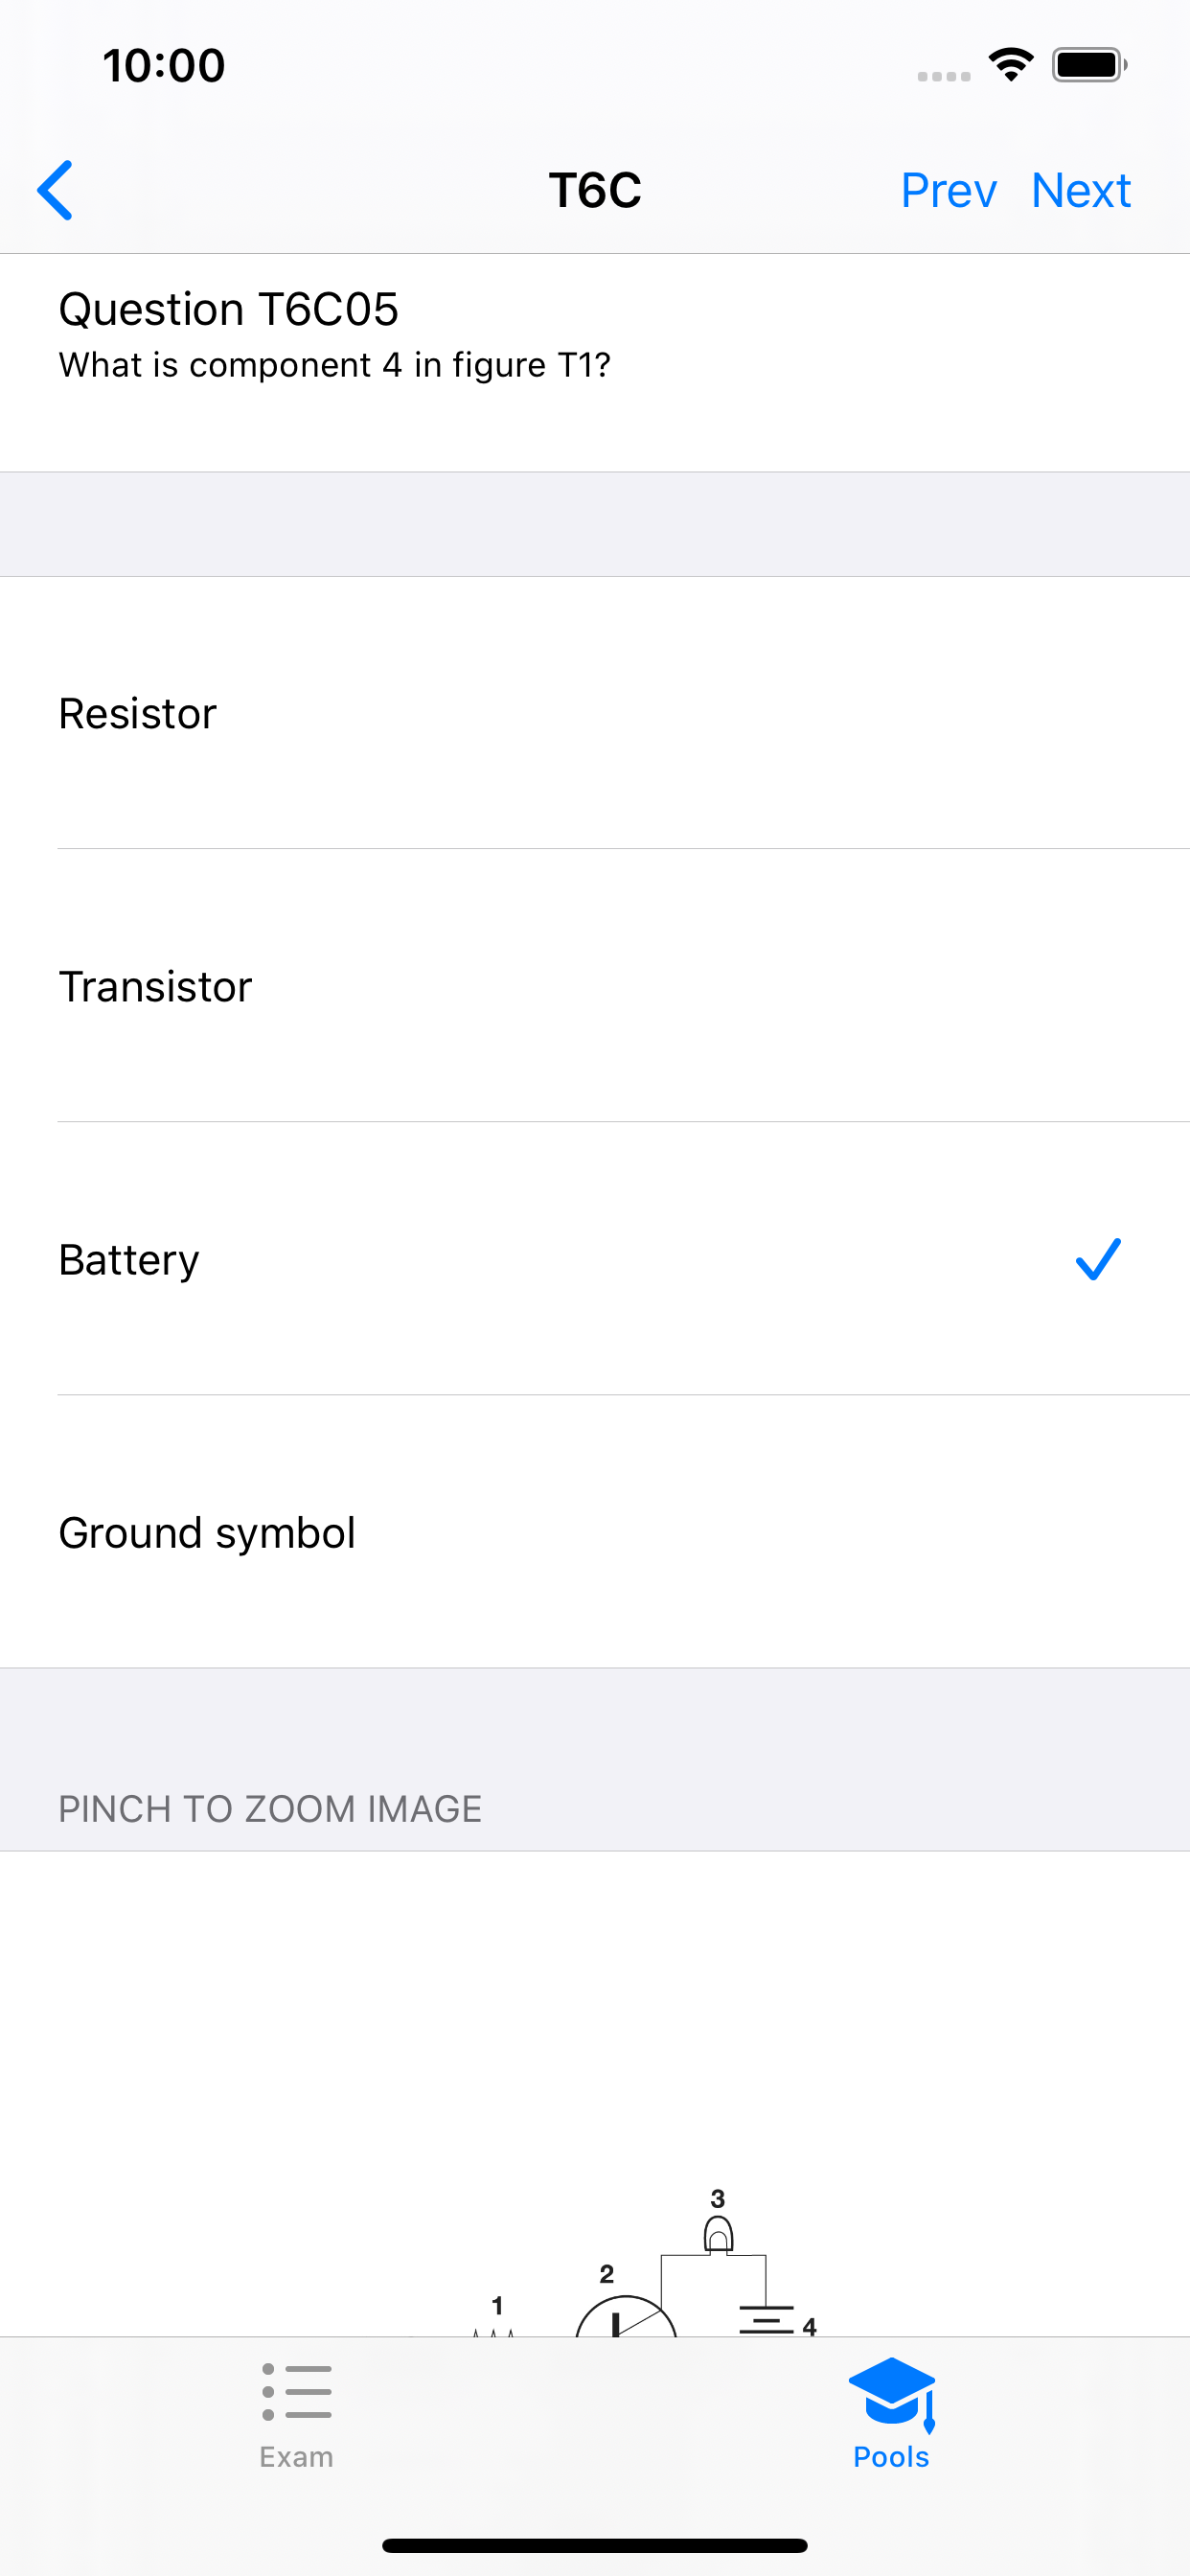 10:00
T6C
Prev Next
Question T6C05
What is component 4 in figure T1?
Resistor
Transistor
Battery
Ground symbol
PINCH TO ZOOM IMAGE
3
2
1
4
Exam
Pools